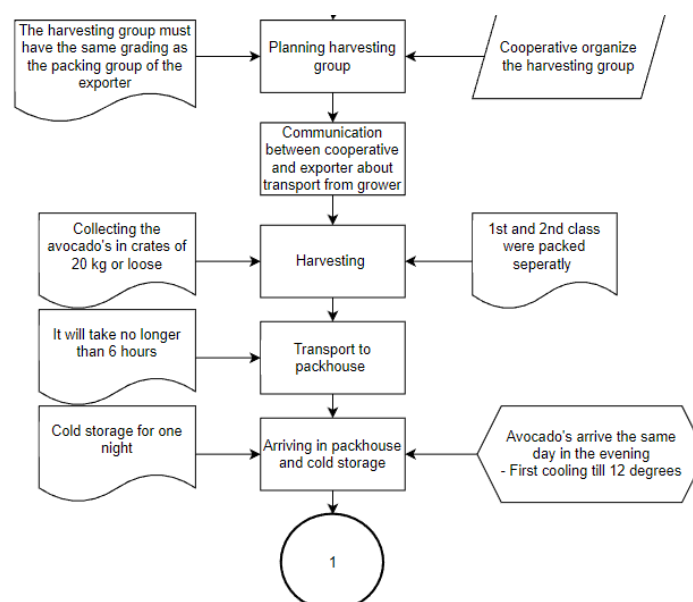 The harvesting group must
have the same grading as
the packing group of the
exporter
Planning harvesting
group
Cooperative organize
the harvesting group
Communication
between cooperative
and exporter about
transport from grower
Collecting the
avocado's in crates of
20 kg or loose
Harvesting
1st and 2nd class
were packed
seperatly
It will take no longer
than 6 hours
Transport to
packhouse
Cold storage for one
night
Arriving in packhouse
and cold storage
Avocado's arrive the same
day in the evening
- First cooling till 12 degrees
1